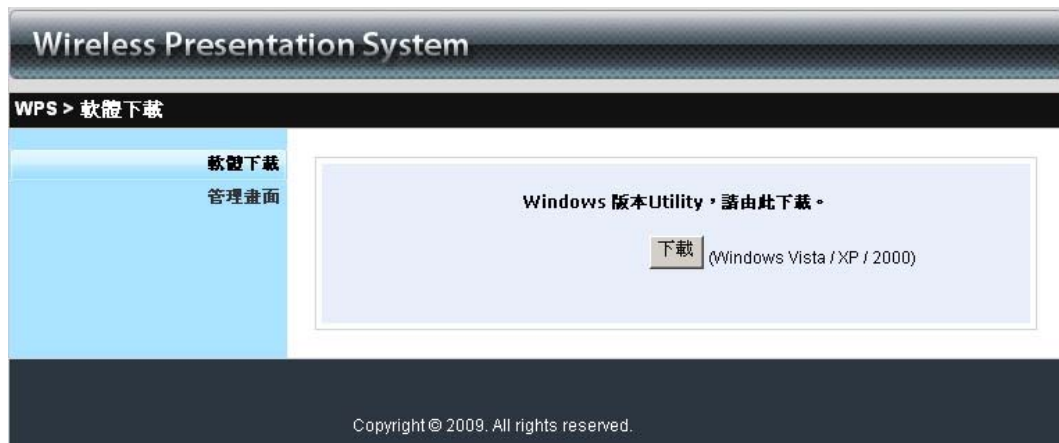 Wireless Presentation System
WPS > 軟體下載
軟體下載
管理畫面
Windows 版本Utility，請由此下載。
下載 (Windows Vista / XP / 2000)
Copyright © 2009. All rights reserved.